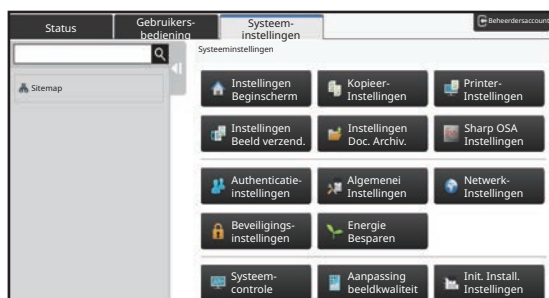 Status
Gebruikers-
bediening
Systeem-
instellingen
Beheerdersaccount
Systeeminstellingen
Sitemap
Instellingen
Beginscherm
Kopieer-
Instellingen
Printer-
Instellingen
Instellingen
Beeld verzend.
Instellingen
Doc. Archiv.
Sharp OSA
Instellingen
Authenticatie-
instellingen
Algemenei
Instellingen
Netwerk-
Instellingen
Beveiligings-
instellingen
Energie
Besparen
Systeem-
controle
Aanpassing
beeldkwaliteit
Init. Install.
Instellingen